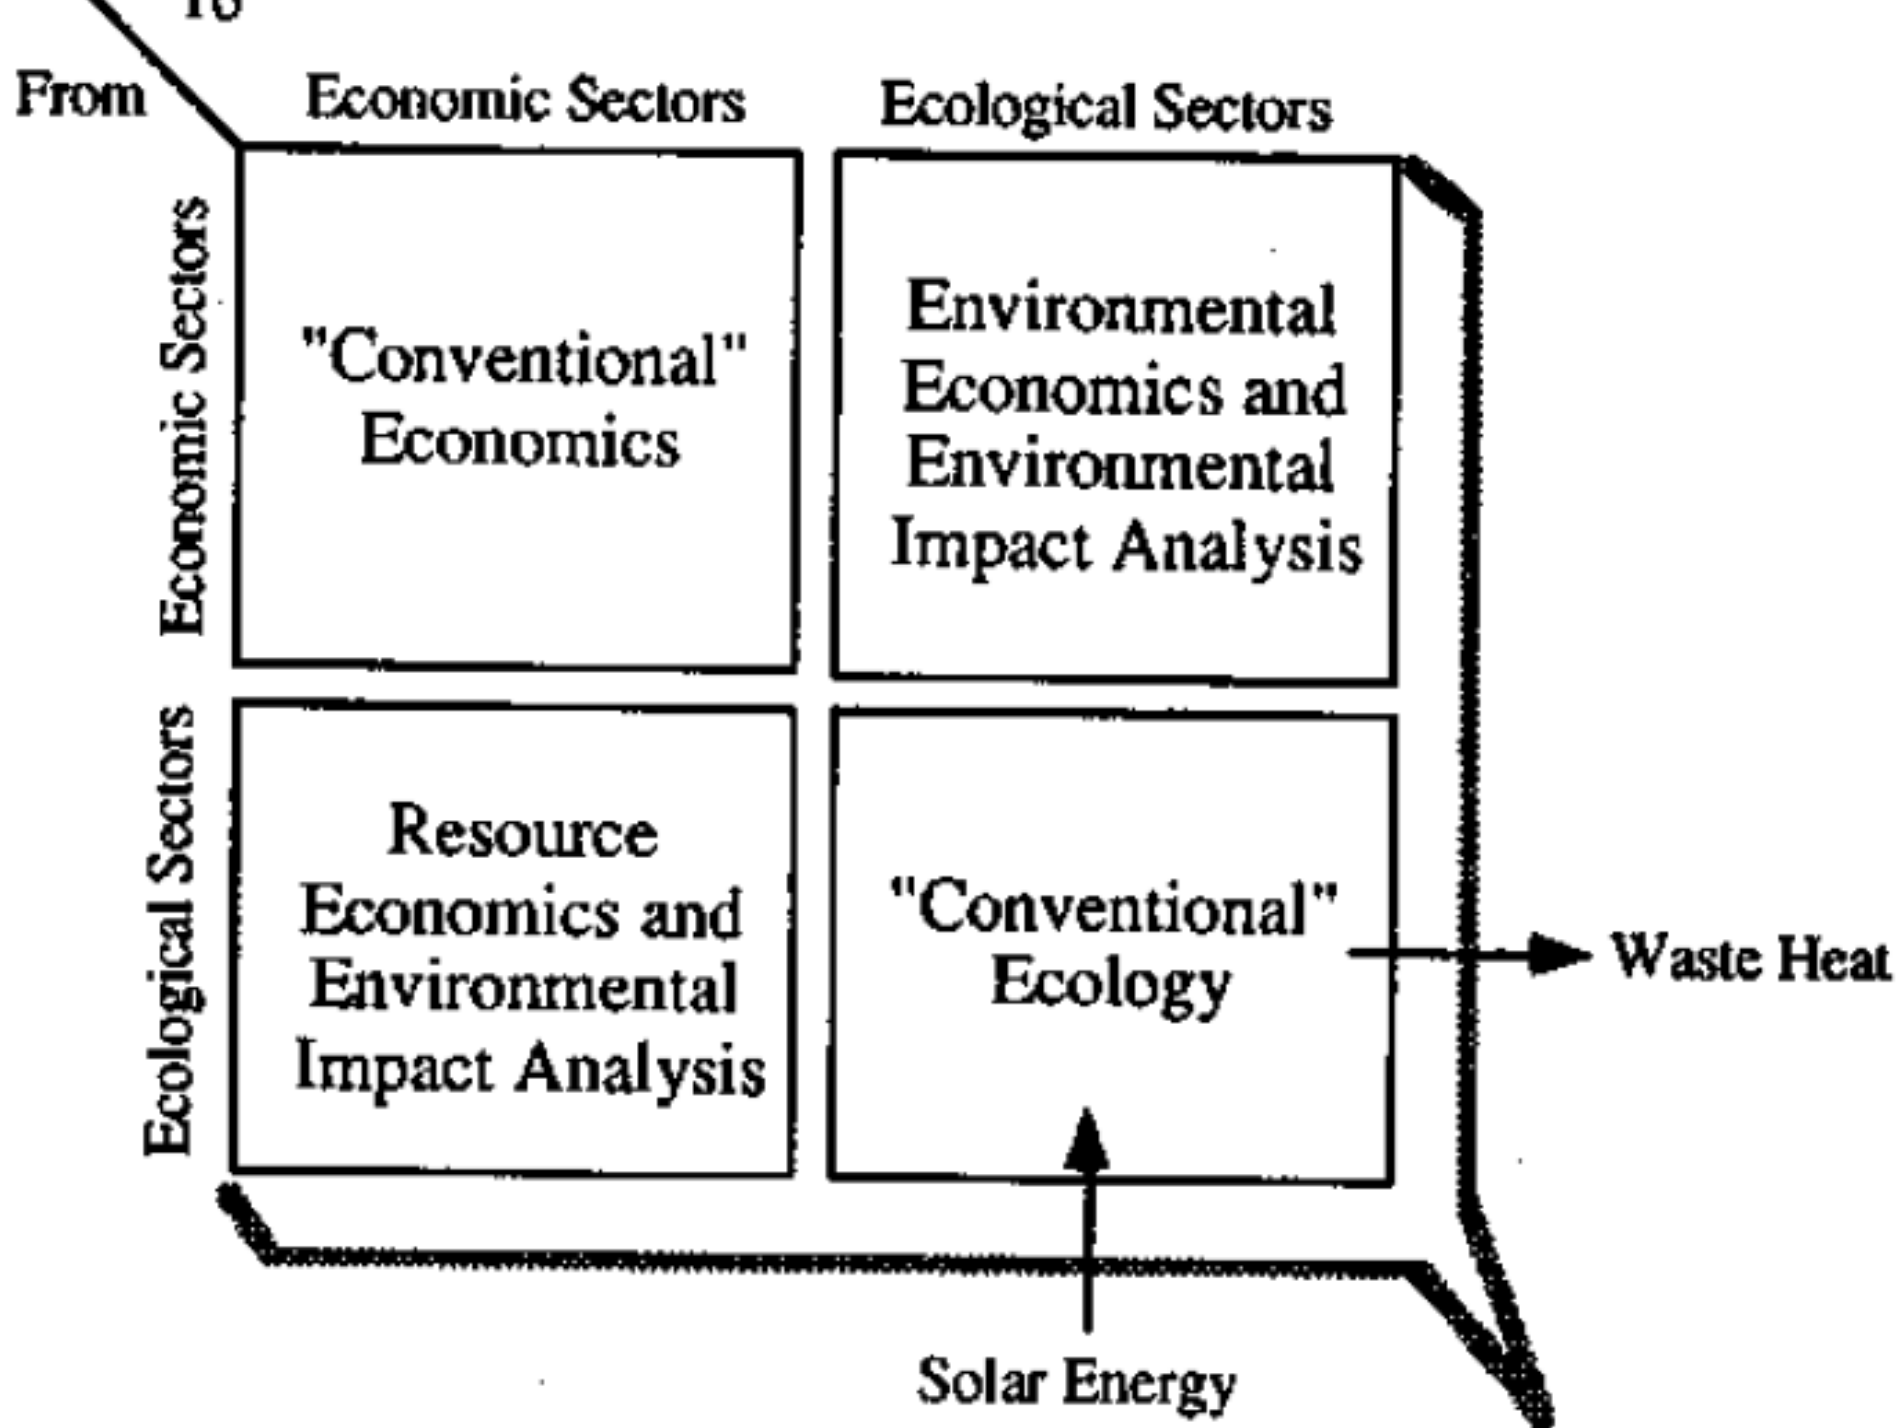 To
From
Economic Sectors
Ecological Sectors
Economic Sectors
"Conventional"
Economics
Environmental
Economics and
Environmental
Impact Analysis
Ecological Sectors
Resource
Economics and
Environmental
Impact Analysis
"Conventional"
Ecology
Waste Heat
Solar Energy